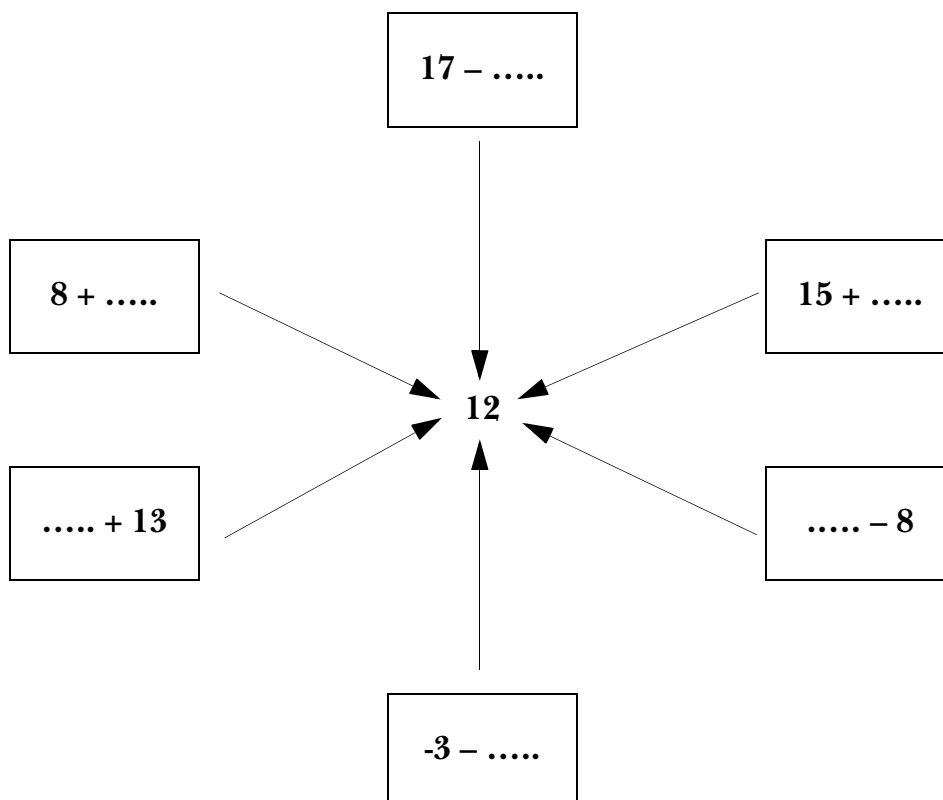 17 – …..
8 + …..
15 + …..
12
….. + 13
….. – 8
-3 – …..